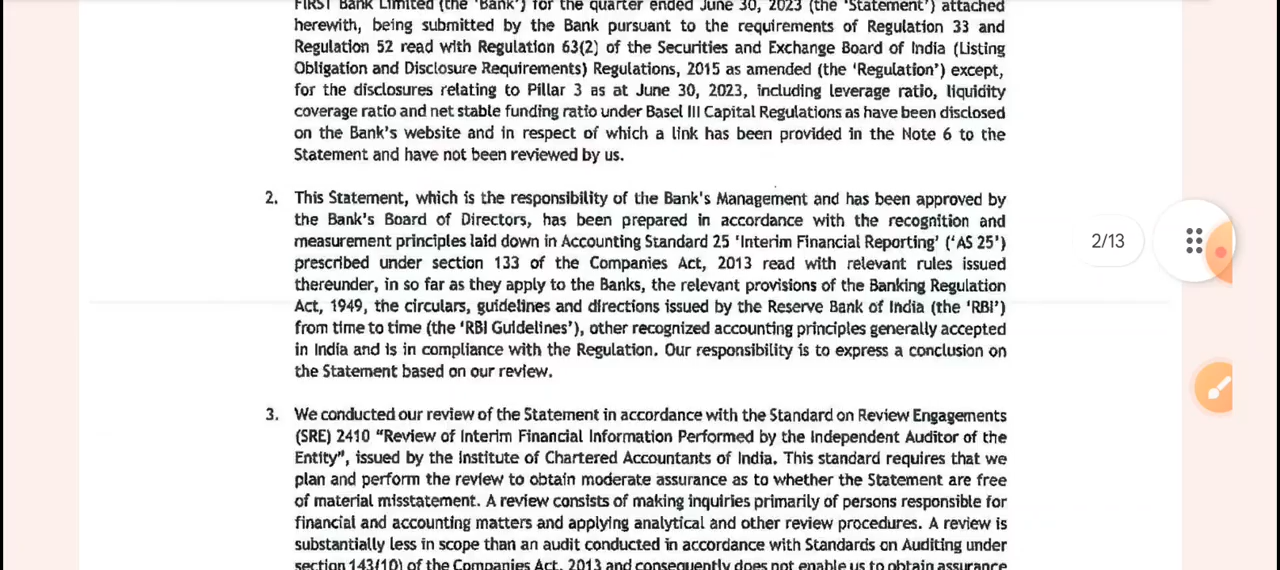 FIRST Bank Limited (the 'Bank') for the quarter ended June 30, 2023 (the 'Statement') attached
herewith, being submitted by the Bank pursuant to the requirements of Regulation 33 and
Regulation 52 read with Regulation 63(2) of the Securities and Exchange Board of India (Listing
Obligation and Disclosure Requirements) Regulations, 2015 as amended (the 'Regulation') except,
for the disclosures relating to Pillar 3 as at June 30, 2023, including leverage ratio, liquidity
coverage ratio and net stable funding ratio under Basel III Capital Regulations as have been disclosed
on the Bank's website and in respect of which a link has been provided in the Note 6 to the
Statement and have not been reviewed by us.
2. This Statement, which is the responsibility of the Bank's Management and has been approved by
the Bank's Board of Directors, has been prepared in accordance with the recognition and
measurement principles laid down in Accounting Standard 25 'Interim Financial Reporting' ('AS 25')
prescribed under section 133 of the Companies Act, 2013 read with relevant rules issued
thereunder, in so far as they apply to the Banks, the relevant provisions of the Banking Regulation
Act, 1949, the circulars, guidelines and directions issued by the Reserve Bank of India (the 'RBI')
from time to time (the 'RBI Guidelines'), other recognized accounting principles generally accepted
in India and is in compliance with the Regulation. Our responsibility is to express a conclusion on
the Statement based on our review.
3. We conducted our review of the Statement in accordance with the Standard on Review Engagements
(SRE) 2410 "Review of Interim Financial Information Performed by the Independent Auditor of the
Entity", issued by the Institute of Chartered Accountants of India. This standard requires that we
plan and perform the review to obtain moderate assurance as to whether the Statement are free
of material misstatement. A review consists of making inquiries primarily of persons responsible for
financial and accounting matters and applying analytical and other review procedures. A review is
substantially less in scope than an audit conducted in accordance with Standards on Auditing under
section 143(10) of the Companies Act, 2013 and consequently does not enable us to obtain assurance
2/13